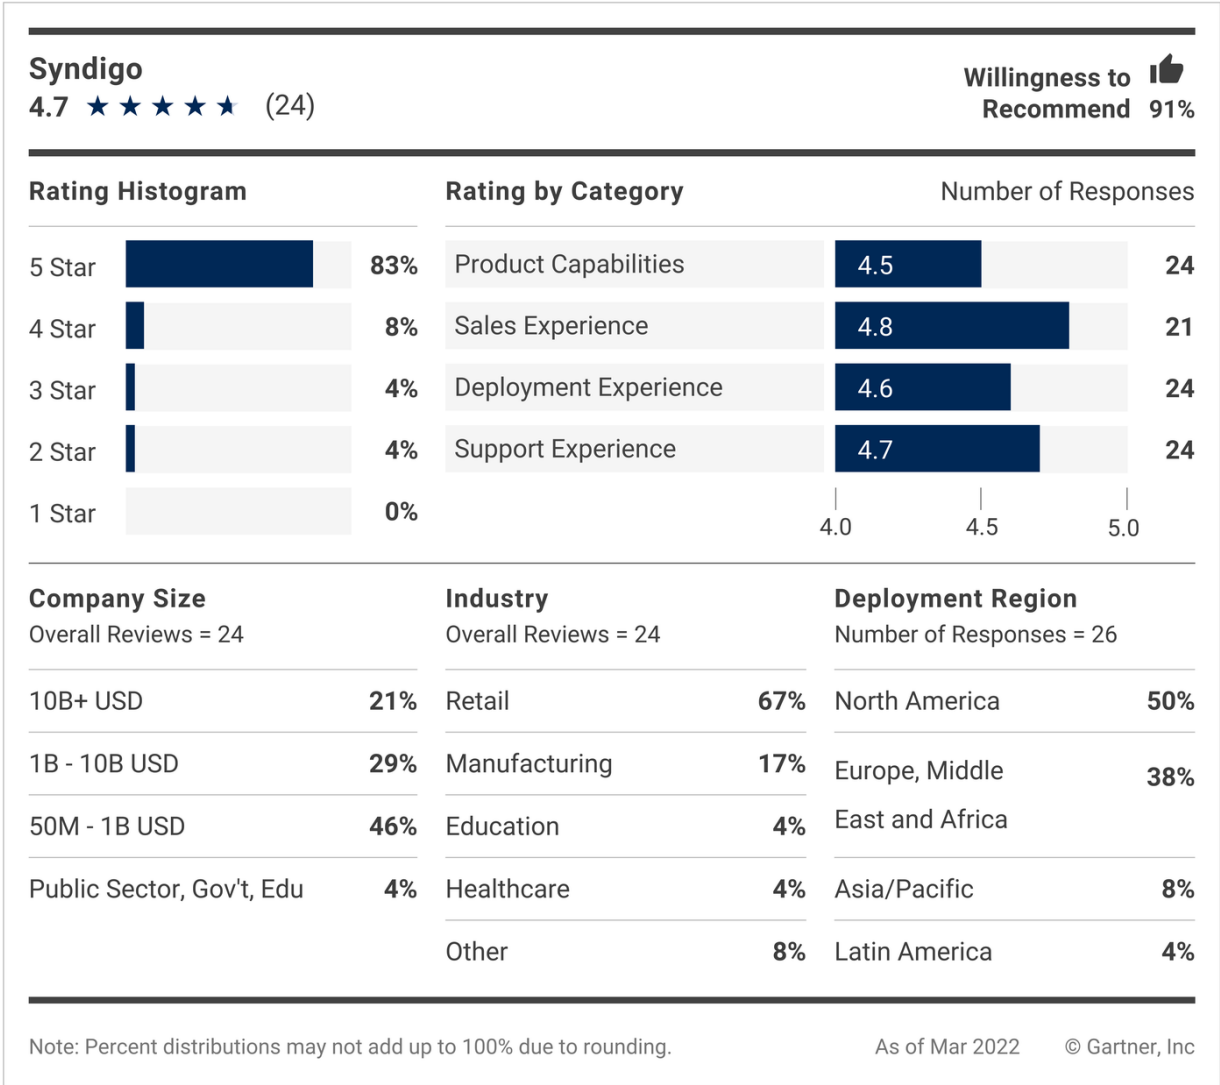 Syndigo
4.7 ★ ★ ★ ★ ★ (24)
Willingness to
Recommend 91%
Rating Histogram
5 Star 83%
4 Star 8%
3 Star 4%
2 Star 4%
1 Star 0%
Rating by Category Number of Responses
Product Capabilities 4.5 24
Sales Experience 4.8 21
Deployment Experience 4.6 24
Support Experience 4.7 24
4.0 4.5 5.0
Company Size
Overall Reviews = 24
10B+ USD 21%
1B - 10B USD 29%
50M - 1B USD 46%
Public Sector, Gov't, Edu 4%
Industry
Overall Reviews = 24
Retail 67%
Manufacturing 17%
Education 4%
Healthcare 4%
Other 8%
Deployment Region
Number of Responses = 26
North America 50%
Europe, Middle 38%
East and Africa
Asia/Pacific 8%
Latin America 4%
Note: Percent distributions may not add up to 100% due to rounding. As of Mar 2022 © Gartner, Inc